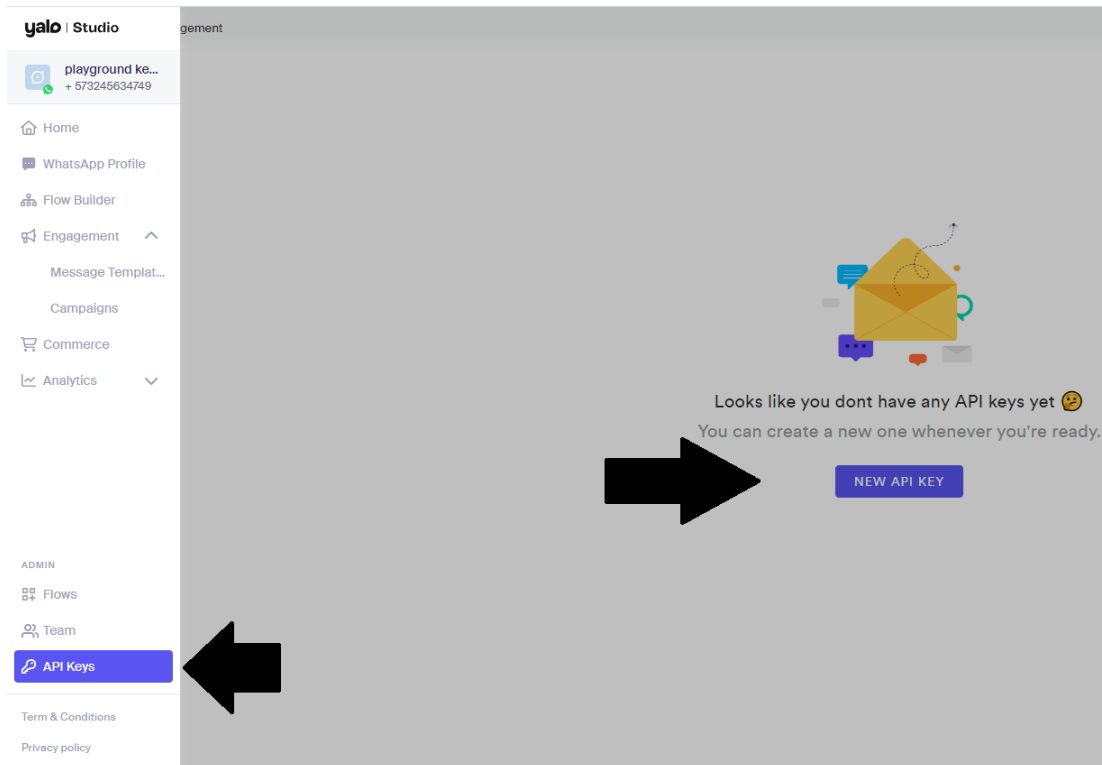 yalo | Studio
gement
playground ke...
+ 573245634749
Home
WhatsApp Profile
Flow Builder
Engagement
Message Templat...
Campaigns
Commerce
Analytics
Looks like you dont have any API keys yet 🤔
You can create a new one whenever you're ready.
NEW API KEY
ADMIN
Flows
Team
API Keys
Term & Conditions
Privacy policy